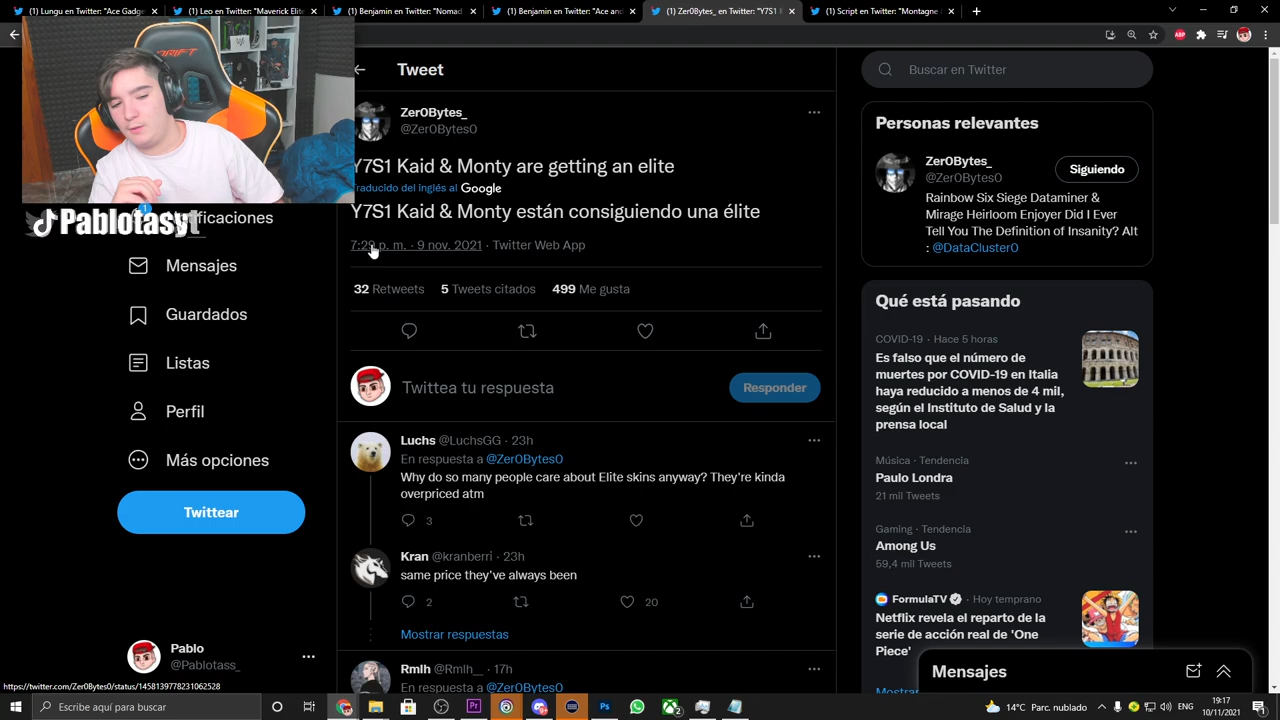 (1) Lungu en Twitter: "Ace Gadge
(1) Leo en Twitter: "Maverick Elite
(1) Benjamin en Twitter: "Nomad
(1) Benjamin en Twitter: "Ace and
(1) Zer0Bytes_ en Twitter: "Y7S1
(1) Script en Twitter: "Montagne
DRIFT
Pablotasyt
1
Notificaciones
Mensajes
Guardados
Listas
Perfil
Más opciones
Twittear
Pablo
@Pablotass_
Tweet
Zer0Bytes_
@Zer0Bytes0
Y7S1 Kaid & Monty are getting an elite
Traducido del inglés al Google
Y7S1 Kaid & Monty están consiguiendo una élite
7:29 p. m. · 9 nov. 2021 · Twitter Web App
32 Retweets 5 Tweets citados 499 Me gusta
Twittea tu respuesta
Responder
Luchs @LuchsGG · 23h
En respuesta a @Zer0Bytes0
Why do so many people care about Elite skins anyway? They're kinda
overpriced atm
3
Kran @kranberri · 23h
same price they've always been
2 20
Mostrar respuestas
Rmlh @Rmlh__ · 17h
En respuesta a @Zer0Bytes0
Buscar en Twitter
Personas relevantes
Zer0Bytes_
@Zer0Bytes0
Siguiendo
Rainbow Six Siege Dataminer &
Mirage Heirloom Enjoyer Did I Ever
Tell You The Definition of Insanity? Alt
: @DataCluster0
Qué está pasando
COVID-19 · Hace 5 horas
Es falso que el número de
muertes por COVID-19 en Italia
haya reducido a menos de 4 mil,
según el Instituto de Salud y la
prensa local
Música · Tendencia
Paulo Londra
21 mil Tweets
Gaming · Tendencia
Among Us
59,4 mil Tweets
FormulaTV · Hoy temprano
Netflix revela el reparto de la
serie de acción real de 'One
Piece'
Mostrar
Mensajes
https://twitter.com/Zer0Bytes0/status/1458139778231062528
Escribe aquí para buscar
14°C Parc. nublado
ENG
19:17
10/11/2021